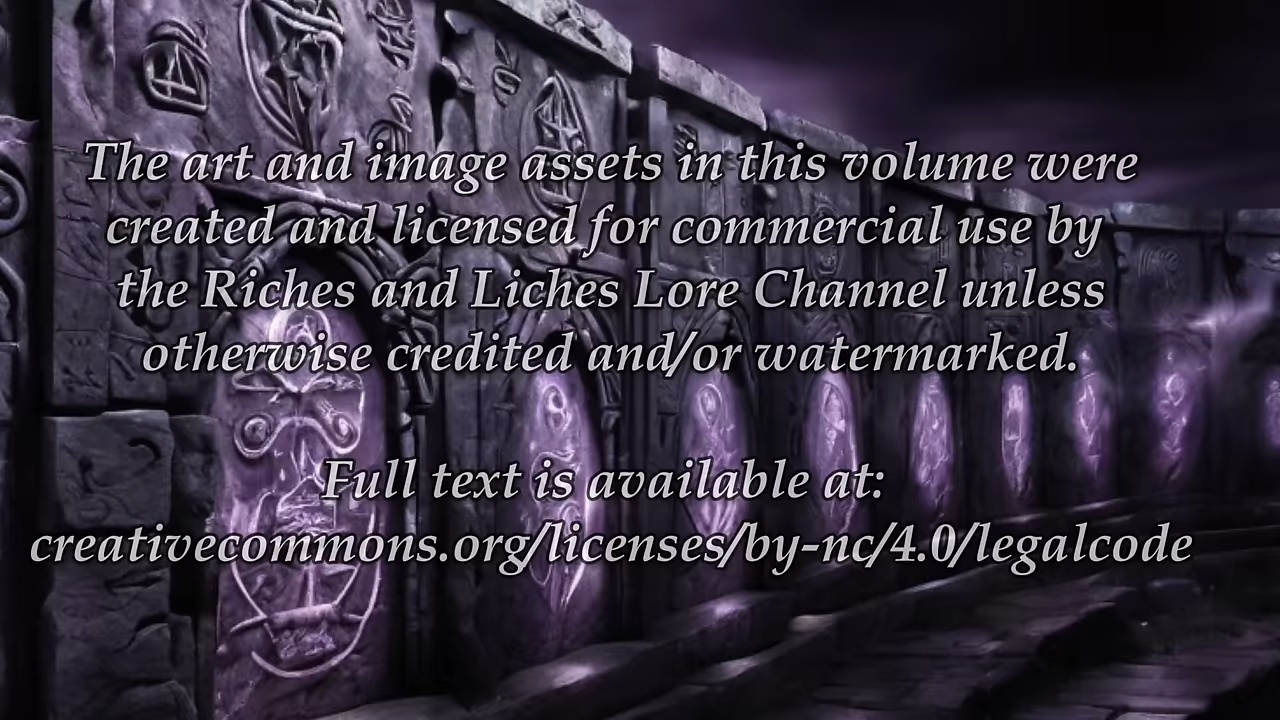 The art and image assets in this volume were
created and licensed for commercial use by
the Riches and Liches Lore Channel unless
otherwise credited and/or watermarked.
Full text is available at:
creativecommons.org/licenses/by-nc/4.0/legalcode